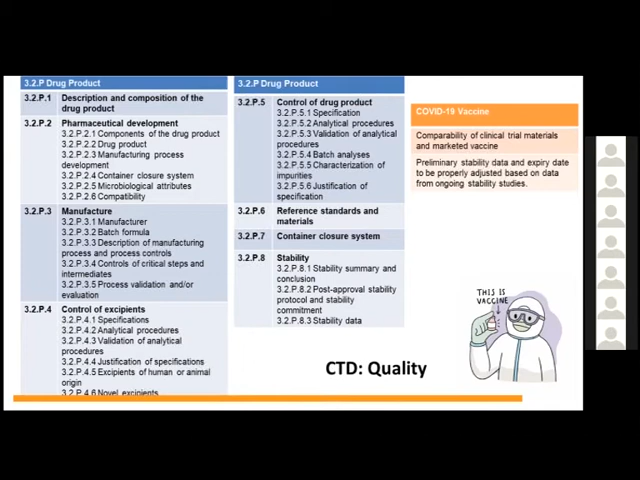 3.2.P Drug Product
3.2.P.1 Description and composition of the
drug product
3.2.P.2 Pharmaceutical development
3.2.P.2.1 Components of the drug product
3.2.P.2.2 Drug product
3.2.P.2.3 Manufacturing process
development
3.2.P.2.4 Container closure system
3.2.P.2.5 Microbiological attributes
3.2.P.2.6 Compatibility
3.2.P.3 Manufacture
3.2.P.3.1 Manufacturer
3.2.P.3.2 Batch formula
3.2.P.3.3 Description of manufacturing
process and process controls
3.2.P.3.4 Controls of critical steps and
intermediates
3.2.P.3.5 Process validation and/or
evaluation
3.2.P.4 Control of excipients
3.2.P.4.1 Specifications
3.2.P.4.2 Analytical procedures
3.2.P.4.3 Validation of analytical
procedures
3.2.P.4.4 Justification of specifications
3.2.P.4.5 Excipients of human or animal
origin
3.2.P.4.6 Novel excipients
3.2.P Drug Product
3.2.P.5 Control of drug product
3.2.P.5.1 Specification
3.2.P.5.2 Analytical procedures
3.2.P.5.3 Validation of analytical
procedures
3.2.P.5.4 Batch analyses
3.2.P.5.5 Characterization of
impurities
3.2.P.5.6 Justification of
specification
3.2.P.6 Reference standards and
materials
3.2.P.7 Container closure system
3.2.P.8 Stability
3.2.P.8.1 Stability summary and
conclusion
3.2.P.8.2 Post-approval stability
protocol and stability
commitment
3.2.P.8.3 Stability data
COVID-19 Vaccine
Comparability of clinical trial materials
and marketed vaccine
Preliminary stability data and expiry date
to be properly adjusted based on data
from ongoing stability studies.
THIS IS
VACCINE
CTD: Quality